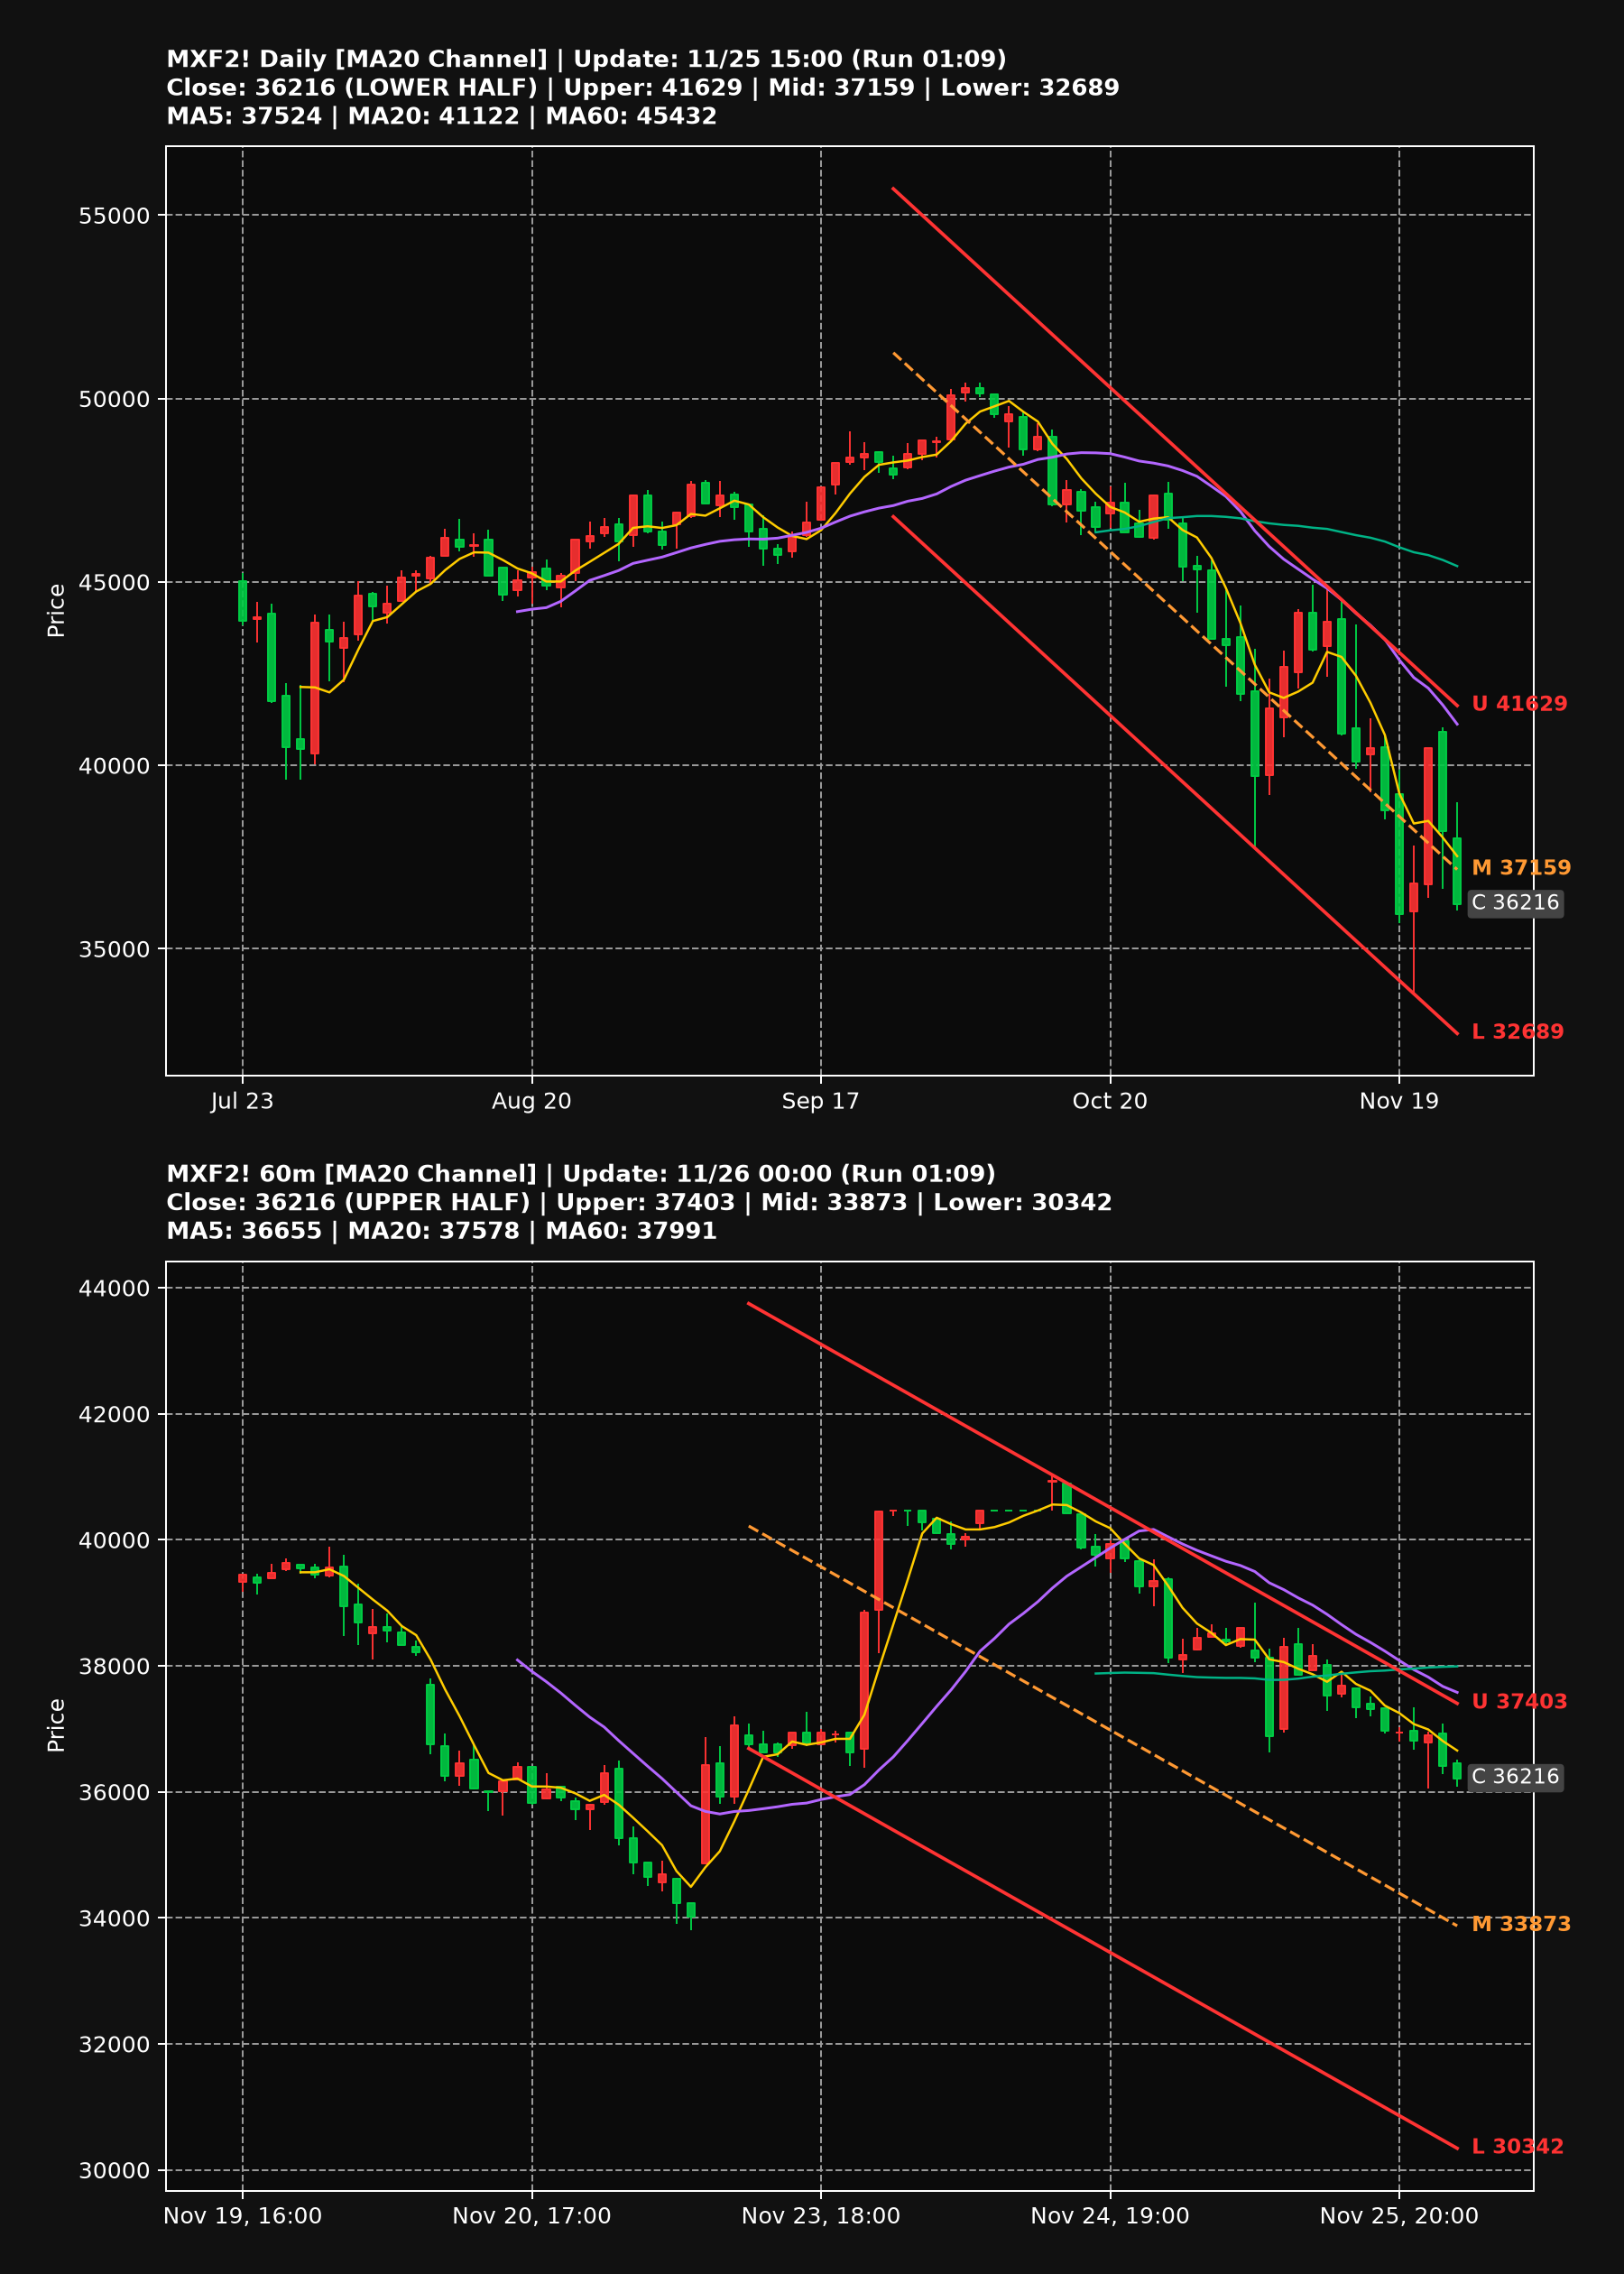 MXF2! Daily [MA20 Channel] | Update: 11/25 15:00 (Run 01:09)
Close: 36216 (LOWER HALF) | Upper: 41629 | Mid: 37159 | Lower: 32689
MA5: 37524 | MA20: 41122 | MA60: 45432
Price
55000
50000
45000
40000
35000
U 41629
M 37159
C 36216
L 32689
Jul 23
Aug 20
Sep 17
Oct 20
Nov 19
MXF2! 60m [MA20 Channel] | Update: 11/26 00:00 (Run 01:09)
Close: 36216 (UPPER HALF) | Upper: 37403 | Mid: 33873 | Lower: 30342
MA5: 36655 | MA20: 37578 | MA60: 37991
Price
44000
42000
40000
38000
36000
34000
32000
30000
U 37403
C 36216
M 33873
L 30342
Nov 19, 16:00
Nov 20, 17:00
Nov 23, 18:00
Nov 24, 19:00
Nov 25, 20:00